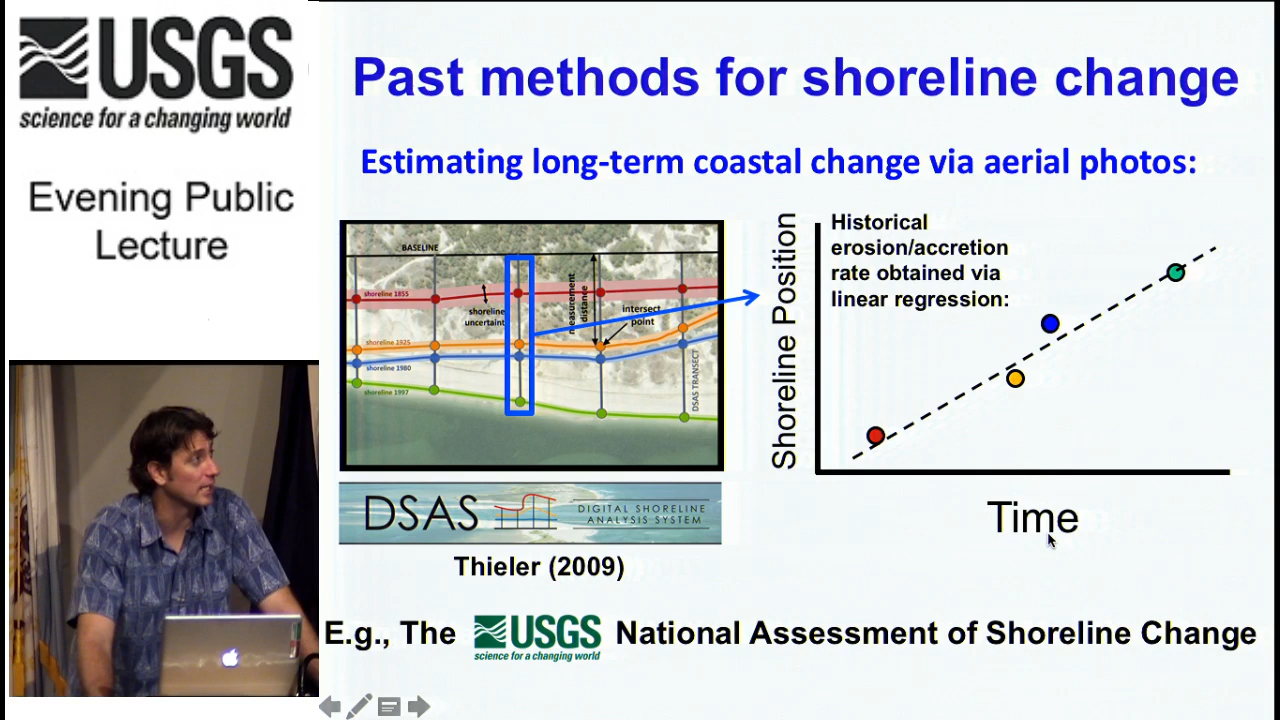 USGS
science for a changing world
Evening Public
Lecture
Past methods for shoreline change
Estimating long-term coastal change via aerial photos:
BASELINE
shoreline 1855
shoreline
uncertaint
measurement
distance
intersect
point
shoreline 1925
shoreline 1980
shoreline 1997
DSAS TRANSECT
Shoreline Position
Historical
erosion/accretion
rate obtained via
linear regression:
Time
DSAS
DIGITAL SHORELINE
ANALYSIS SYSTEM
Thieler (2009)
E.g., The USGS National Assessment of Shoreline Change
science for a changing world